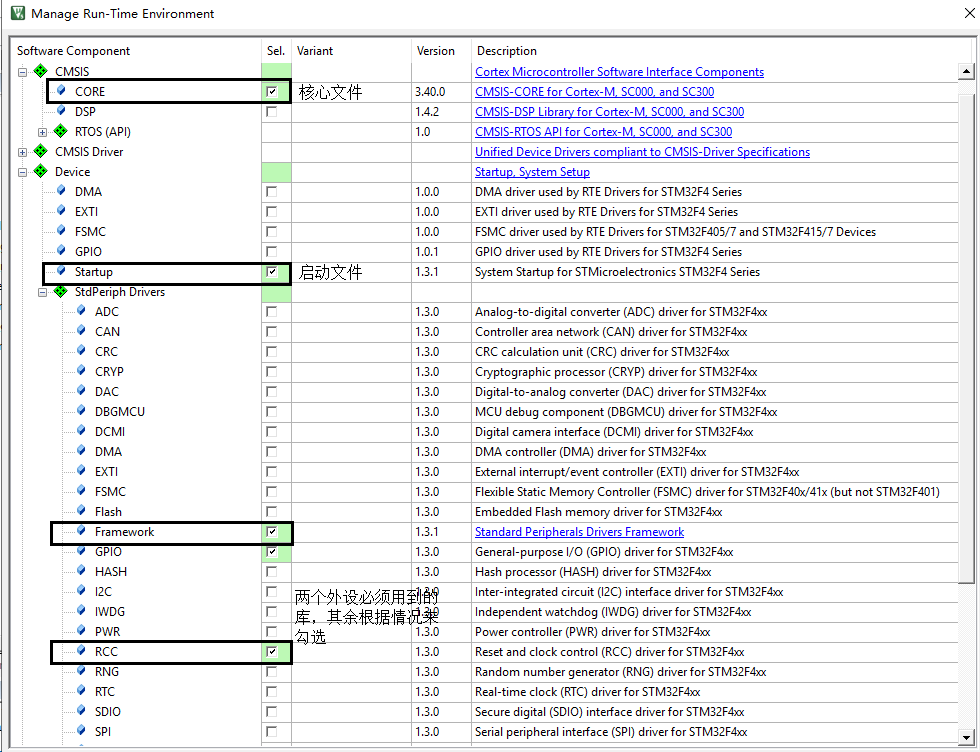 Manage Run-Time Environment
Software Component Sel. Variant Version Description
CMSIS Cortex Microcontroller Software Interface Components
CORE 核心文件 3.40.0 CMSIS-CORE for Cortex-M, SC000, and SC300
DSP 1.4.2 CMSIS-DSP Library for Cortex-M, SC000, and SC300
RTOS (API) 1.0 CMSIS-RTOS API for Cortex-M, SC000, and SC300
CMSIS Driver Unified Device Drivers compliant to CMSIS-Driver Specifications
Device Startup, System Setup
DMA 1.0.0 DMA driver used by RTE Drivers for STM32F4 Series
EXTI 1.0.0 EXTI driver used by RTE Drivers for STM32F4 Series
FSMC 1.0.0 FSMC driver used by RTE Drivers for STM32F405/7 and STM32F415/7 Devices
GPIO 1.0.1 GPIO driver used by RTE Drivers for STM32F4 Series
Startup 启动文件 1.3.1 System Startup for STMicroelectronics STM32F4 Series
StdPeriph Drivers
ADC 1.3.0 Analog-to-digital converter (ADC) driver for STM32F4xx
CAN 1.3.0 Controller area network (CAN) driver for STM32F4xx
CRC 1.3.0 CRC calculation unit (CRC) driver for STM32F4xx
CRYP 1.3.0 Cryptographic processor (CRYP) driver for STM32F4xx
DAC 1.3.0 Digital-to-analog converter (DAC) driver for STM32F4xx
DBGMCU 1.3.0 MCU debug component (DBGMCU) driver for STM32F4xx
DCMI 1.3.0 Digital camera interface (DCMI) driver for STM32F4xx
DMA 1.3.0 DMA controller (DMA) driver for STM32F4xx
EXTI 1.3.0 External interrupt/event controller (EXTI) driver for STM32F4xx
FSMC 1.3.0 Flexible Static Memory Controller (FSMC) driver for STM32F40x/41x (but not STM32F401)
Flash 1.3.0 Embedded Flash memory driver for STM32F4xx
Framework 1.3.1 Standard Peripherals Drivers Framework
GPIO 1.3.0 General-purpose I/O (GPIO) driver for STM32F4xx
HASH 1.3.0 Hash processor (HASH) driver for STM32F4xx
I2C 1.3.0 Inter-integrated circuit (I2C) interface driver for STM32F4xx
两个外设必须用到的
IWDG 1.3.0 Independent watchdog (IWDG) driver for STM32F4xx
库，其余根据情况来
PWR 1.3.0 Power controller (PWR) driver for STM32F4xx
勾选
RCC 1.3.0 Reset and clock control (RCC) driver for STM32F4xx
RNG 1.3.0 Random number generator (RNG) driver for STM32F4xx
RTC 1.3.0 Real-time clock (RTC) driver for STM32F4xx
SDIO 1.3.0 Secure digital (SDIO) interface driver for STM32F4xx
SPI 1.3.0 Serial peripheral interface (SPI) driver for STM32F4xx